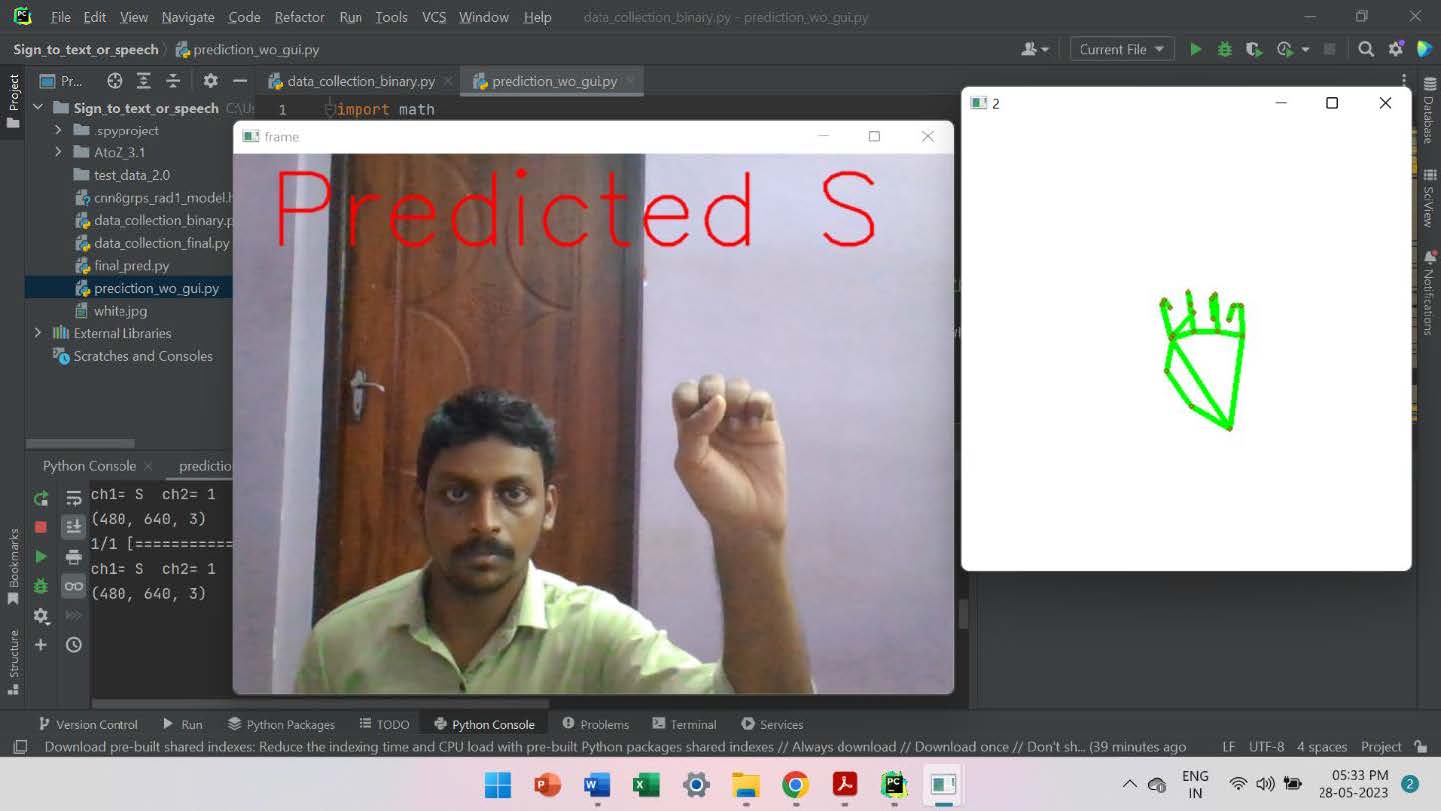 File Edit View Navigate Code Refactor Run Tools VCS Window Help data_collection_binary.py - prediction_wo_gui.py
Sign_to_text_or_speech prediction_wo_gui.py Current File
Project Pr... data_collection_binary.py prediction_wo_gui.py
Sign_to_text_or_speech C:\Us
1 import math
2
frame
.spyproject
AtoZ_3.1
test_data_2.0
cnn8grps_rad1_model.h
data_collection_binary.p
data_collection_final.py
final_pred.py
prediction_wo_gui.py
white.jpg
External Libraries
Scratches and Consoles
Predicted S
Database
SciView
Notifications
Python Console predictio
ch1= S ch2= 1
(480, 640, 3)
1/1 [============
ch1= S ch2= 1
(480, 640, 3)
Bookmarks
Structure
Version Control Run Python Packages TODO Python Console Problems Terminal Services
Download pre-built shared indexes: Reduce the indexing time and CPU load with pre-built Python packages shared indexes // Always download // Download once // Don't sh... (39 minutes ago LF UTF-8 4 spaces Project
ENG
IN
05:33 PM
28-05-2023
2